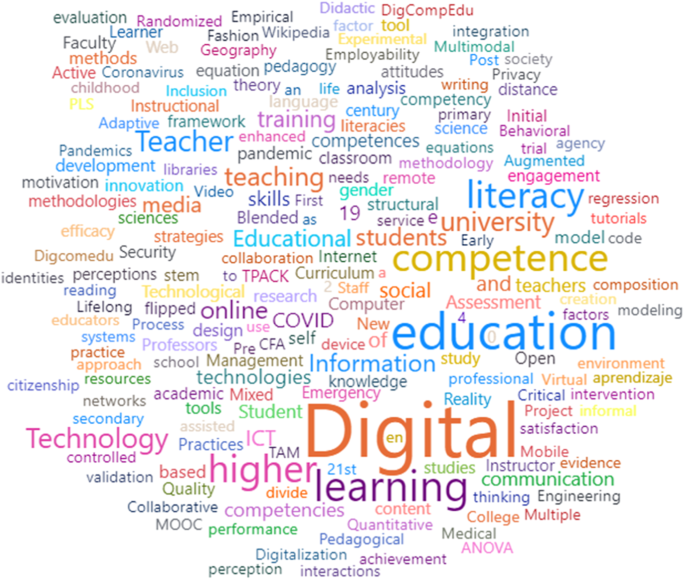 Didactic DigCompEdu
evaluation Randomized Empirical factor tool
Learner Fashion Wikipedia integration
Faculty Web Geography Experimental Multimodal
methods Employability Post society
Active Coronavirus equation pedagogy attitudes Privacy
childhood Inclusion theory an life analysis writing distance
PLS Instructional language century competency primary Initial
Adaptive framework training literacies science Behavioral
Teacher enhanced competences equations trial agency
Pandemics pandemic classroom methodology Augmented
development libraries teaching needs remote engagement
motivation innovation Video skills First gender literacy regression
methodologies media 19 structural
sciences Blended as service e university tutorials
efficacy strategies Educational students Early model code
Digcomedu Security collaboration Internet competence
identities perceptions stem to TPACK Curriculum a and teachers composition
reading Technological research 2 Staff social creation
Lifelong flipped online Computer Assessment factors modeling
educators Process design use COVID New 4
systems Professors Pre CFA self device of education 0
practice approach school Management Information study Open environment
citizenship resources technologies knowledge professional Virtual aprendizaje
networks academic Mixed Emergency Reality Critical intervention
secondary tools Student Digital Project informal
assisted en satisfaction
Technology Practices ICT Mobile
controlled TAM
validation based higher 21st studies Instructor evidence
Quality divide learning communication
Collaborative competencies content thinking Engineering
MOOC performance Quantitative College Multiple
Pedagogical Medical
Digitalization achievement ANOVA
perception interactions